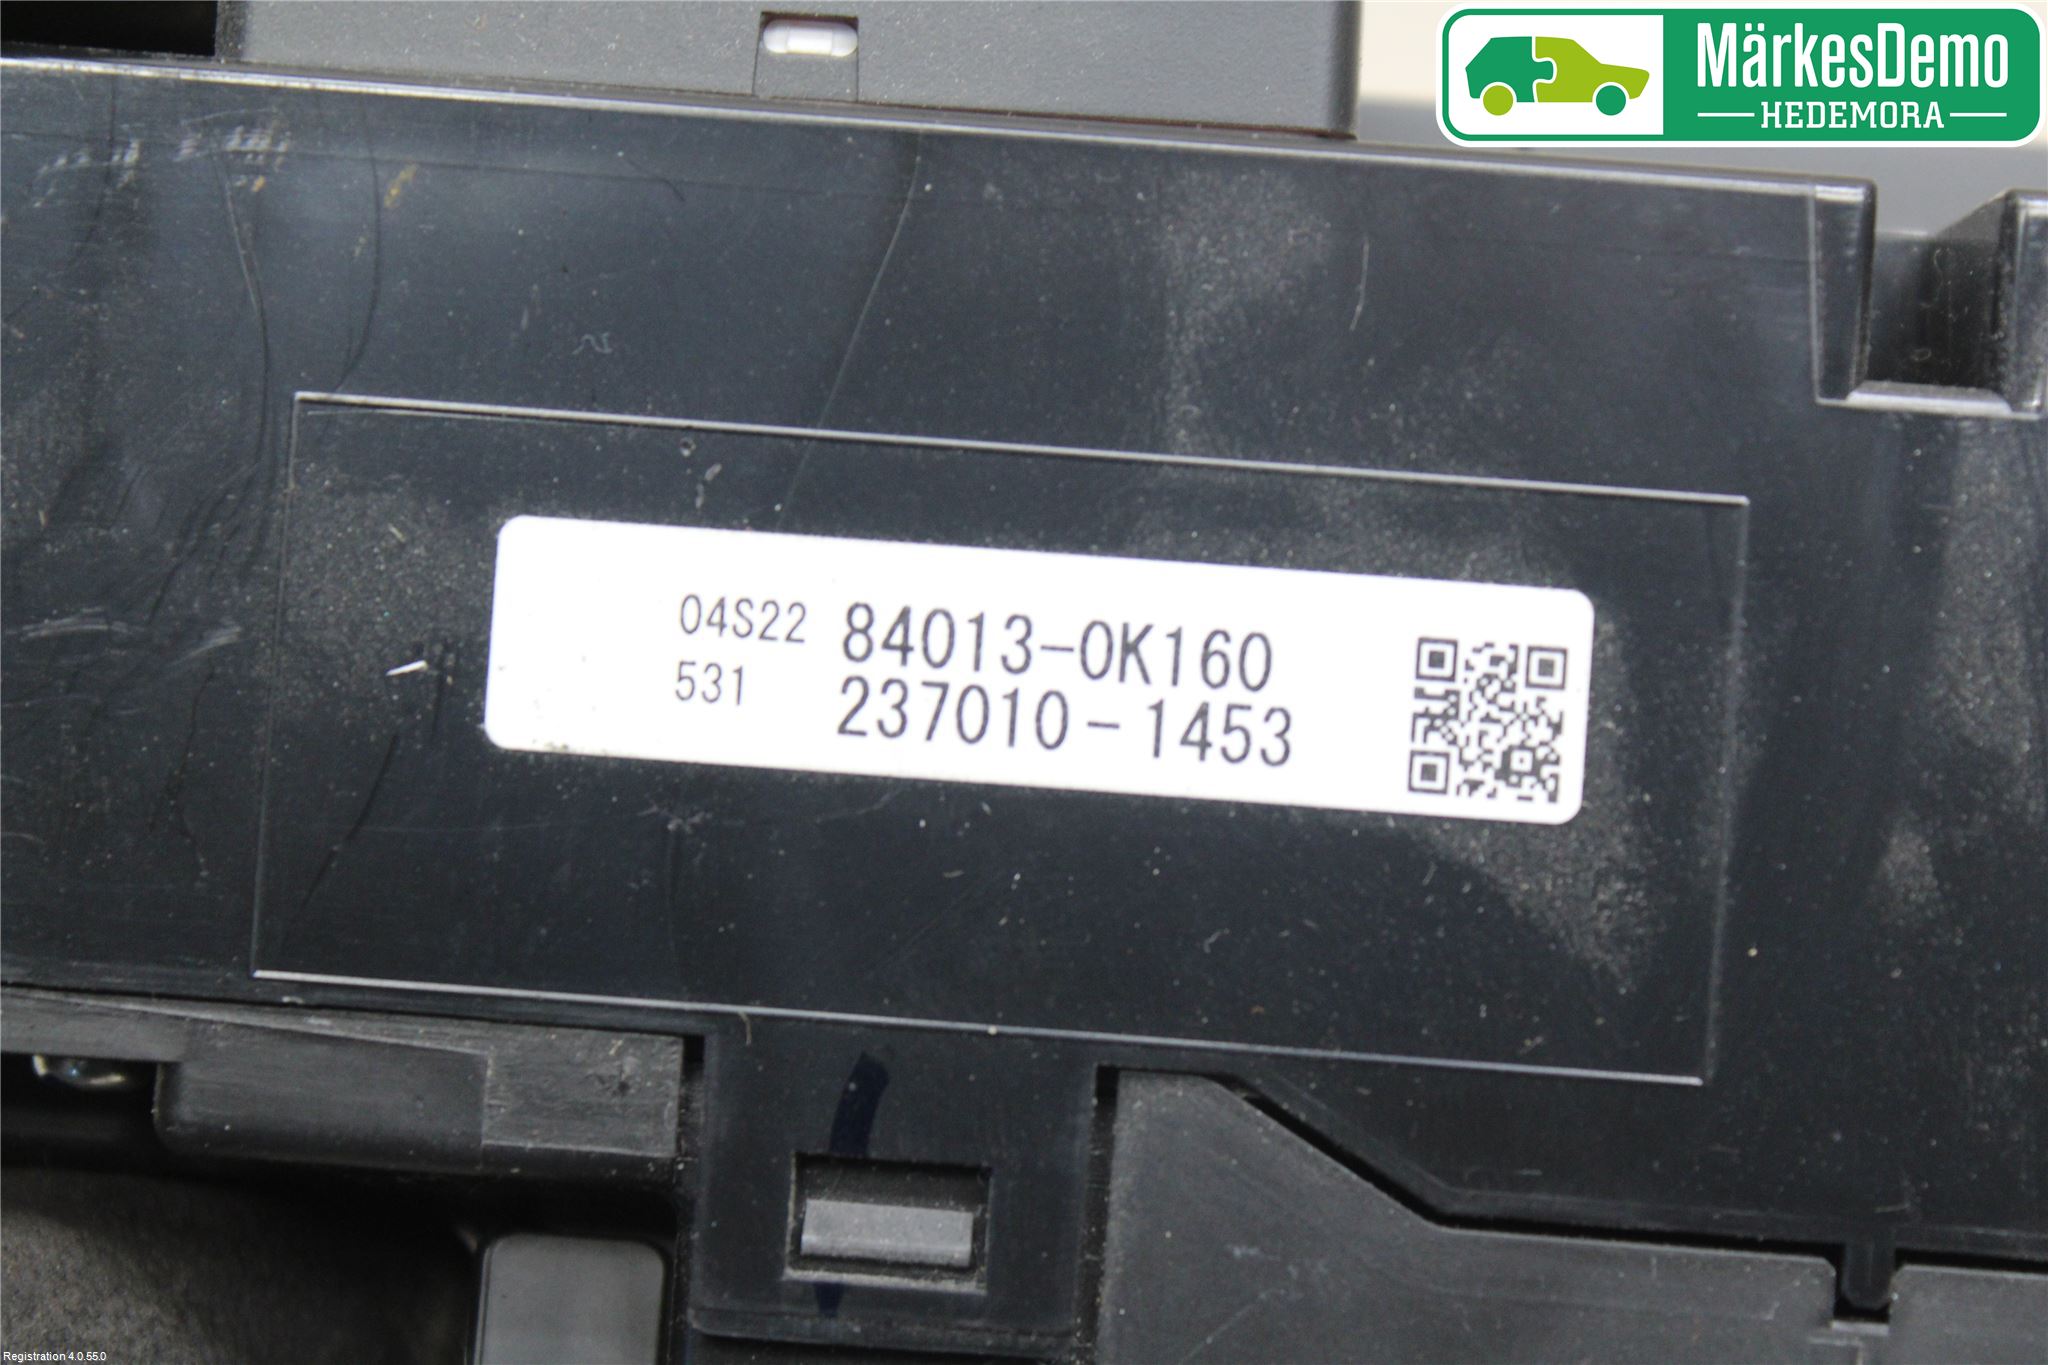 MärkesDemo
HEDEMORA
04S22 84013-0K160
531 237010-1453
Registration 4.0.55.0